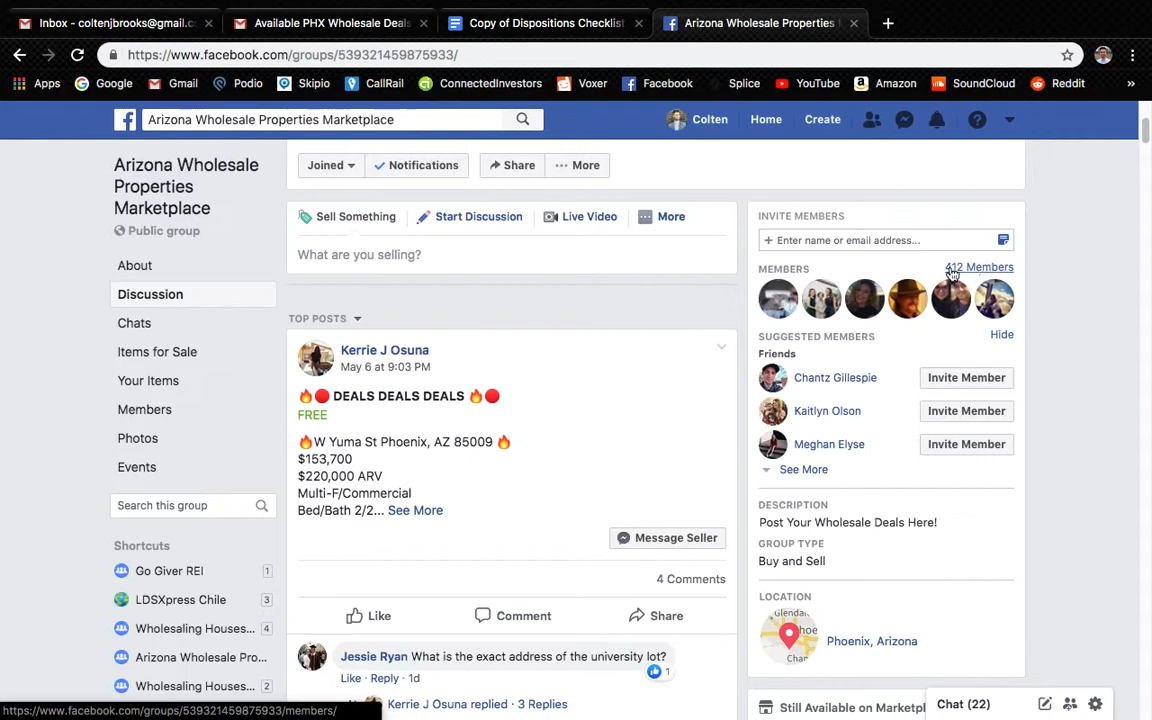 Inbox - coltenjbrooks@gmail.c
Available PHX Wholesale Deals
Copy of Dispositions Checklist
Arizona Wholesale Properties
https://www.facebook.com/groups/539321459875933/
Apps
Google
Gmail
Podio
Skipio
CallRail
ConnectedInvestors
Voxer
Facebook
Splice
YouTube
Amazon
SoundCloud
Reddit
»
Arizona Wholesale Properties Marketplace
Colten
Home
Create
Arizona Wholesale
Properties
Marketplace
Public group
About
Discussion
Chats
Items for Sale
Your Items
Members
Photos
Events
Search this group
Shortcuts
Go Giver REI 1
LDSXpress Chile 3
Wholesaling Houses... 4
Arizona Wholesale Pro...
Wholesaling Houses... 2
Joined
Notifications
Share
More
Sell Something
Start Discussion
Live Video
More
What are you selling?
TOP POSTS
Kerrie J Osuna
May 6 at 9:03 PM
🔥🔴 DEALS DEALS DEALS 🔥🔴
FREE
🔥W Yuma St Phoenix, AZ 85009 🔥
$153,700
$220,000 ARV
Multi-F/Commercial
Bed/Bath 2/2... See More
Message Seller
4 Comments
Like
Comment
Share
Jessie Ryan What is the exact address of the university lot?
1
Like · Reply · 1d
Kerrie J Osuna replied · 3 Replies
INVITE MEMBERS
+ Enter name or email address...
MEMBERS
412 Members
SUGGESTED MEMBERS
Hide
Friends
Chantz Gillespie
Invite Member
Kaitlyn Olson
Invite Member
Meghan Elyse
Invite Member
See More
DESCRIPTION
Post Your Wholesale Deals Here!
GROUP TYPE
Buy and Sell
LOCATION
Glendal
Phoenix, Arizona
Chan
Still Available on Marketpl
Chat (22)
https://www.facebook.com/groups/539321459875933/members/